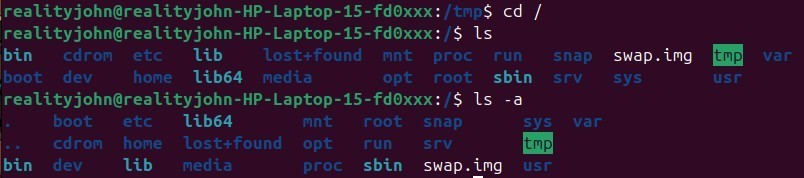 realityjohn@realityjohn-HP-Laptop-15-fd0xxx:/tmp$ cd /
realityjohn@realityjohn-HP-Laptop-15-fd0xxx:/$ ls
bin cdrom etc lib lost+found mnt proc run snap swap.img tmp var
boot dev home lib64 media opt root sbin srv sys usr
realityjohn@realityjohn-HP-Laptop-15-fd0xxx:/$ ls -a
. boot etc lib64 mnt root snap sys var
.. cdrom home lost+found opt run srv tmp
bin dev lib media proc sbin swap.img usr